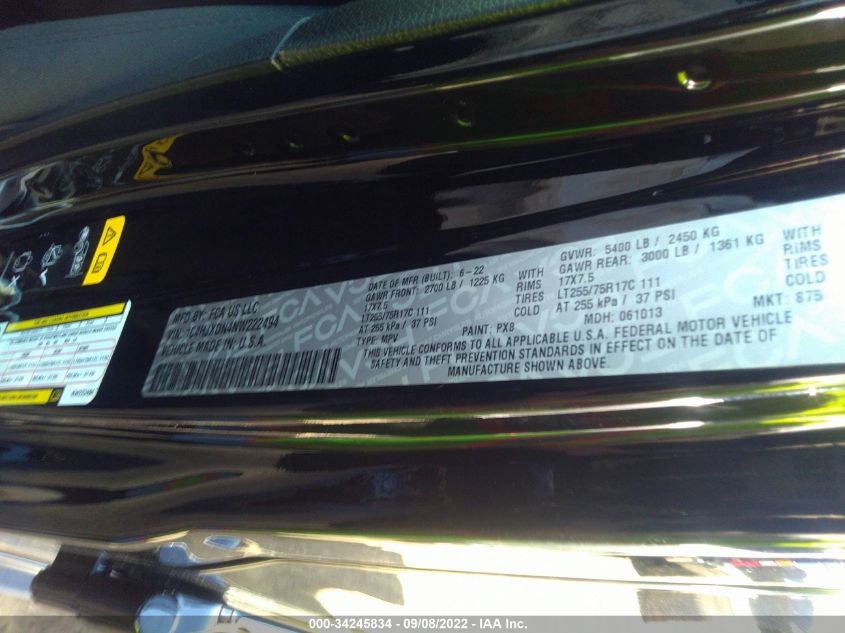 MFD BY: FCA US LLC
VEHICLE MADE IN: U.S.A.
DATE OF MFR (BUILT): 6-22
GAWR FRONT: 2700 LB / 1225 KG WITH
17X7.5 RIMS
LT255/75R17C 111 TIRES
AT 255 kPa / 37 PSI COLD
GVWR: 5400 LB / 2450 KG
GAWR REAR: 3000 LB / 1361 KG WITH
17X7.5 RIMS
LT255/75R17C 111 TIRES
AT 255 kPa / 37 PSI COLD
TYPE: MPV PAINT: PX8 MDH: 061013 MKT: 875
THIS VEHICLE CONFORMS TO ALL APPLICABLE U.S.A. FEDERAL MOTOR VEHICLE
SAFETY AND THEFT PREVENTION STANDARDS IN EFFECT ON THE DATE OF
MANUFACTURE SHOWN ABOVE.
000-34245834 - 09/08/2022 - IAA Inc.